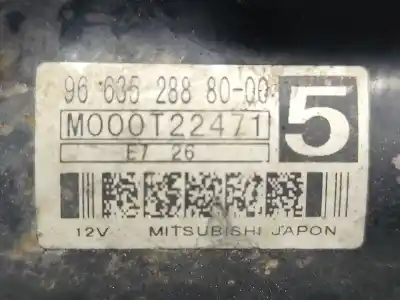 96 635 288 80-00
5
M000T22471
E7 26
12V MITSUBISHI JAPON